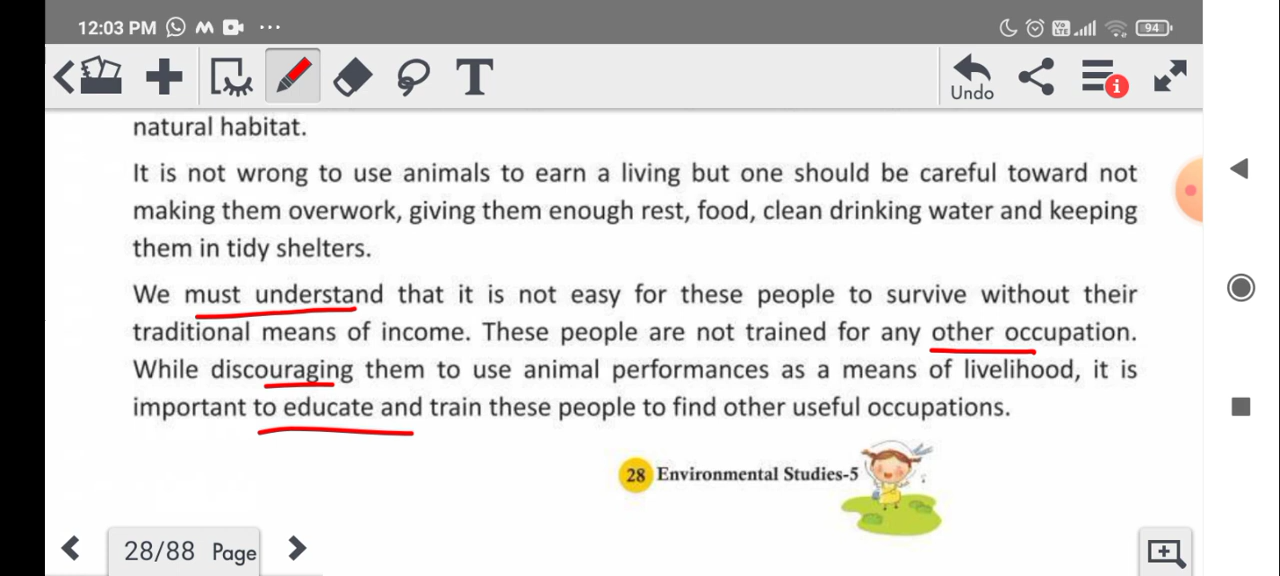 12:03 PM
94
T
Undo
natural habitat.
It is not wrong to use animals to earn a living but one should be careful toward not
making them overwork, giving them enough rest, food, clean drinking water and keeping
them in tidy shelters.
We must understand that it is not easy for these people to survive without their
traditional means of income. These people are not trained for any other occupation.
While discouraging them to use animal performances as a means of livelihood, it is
important to educate and train these people to find other useful occupations.
28 Environmental Studies-5
28/88 Page